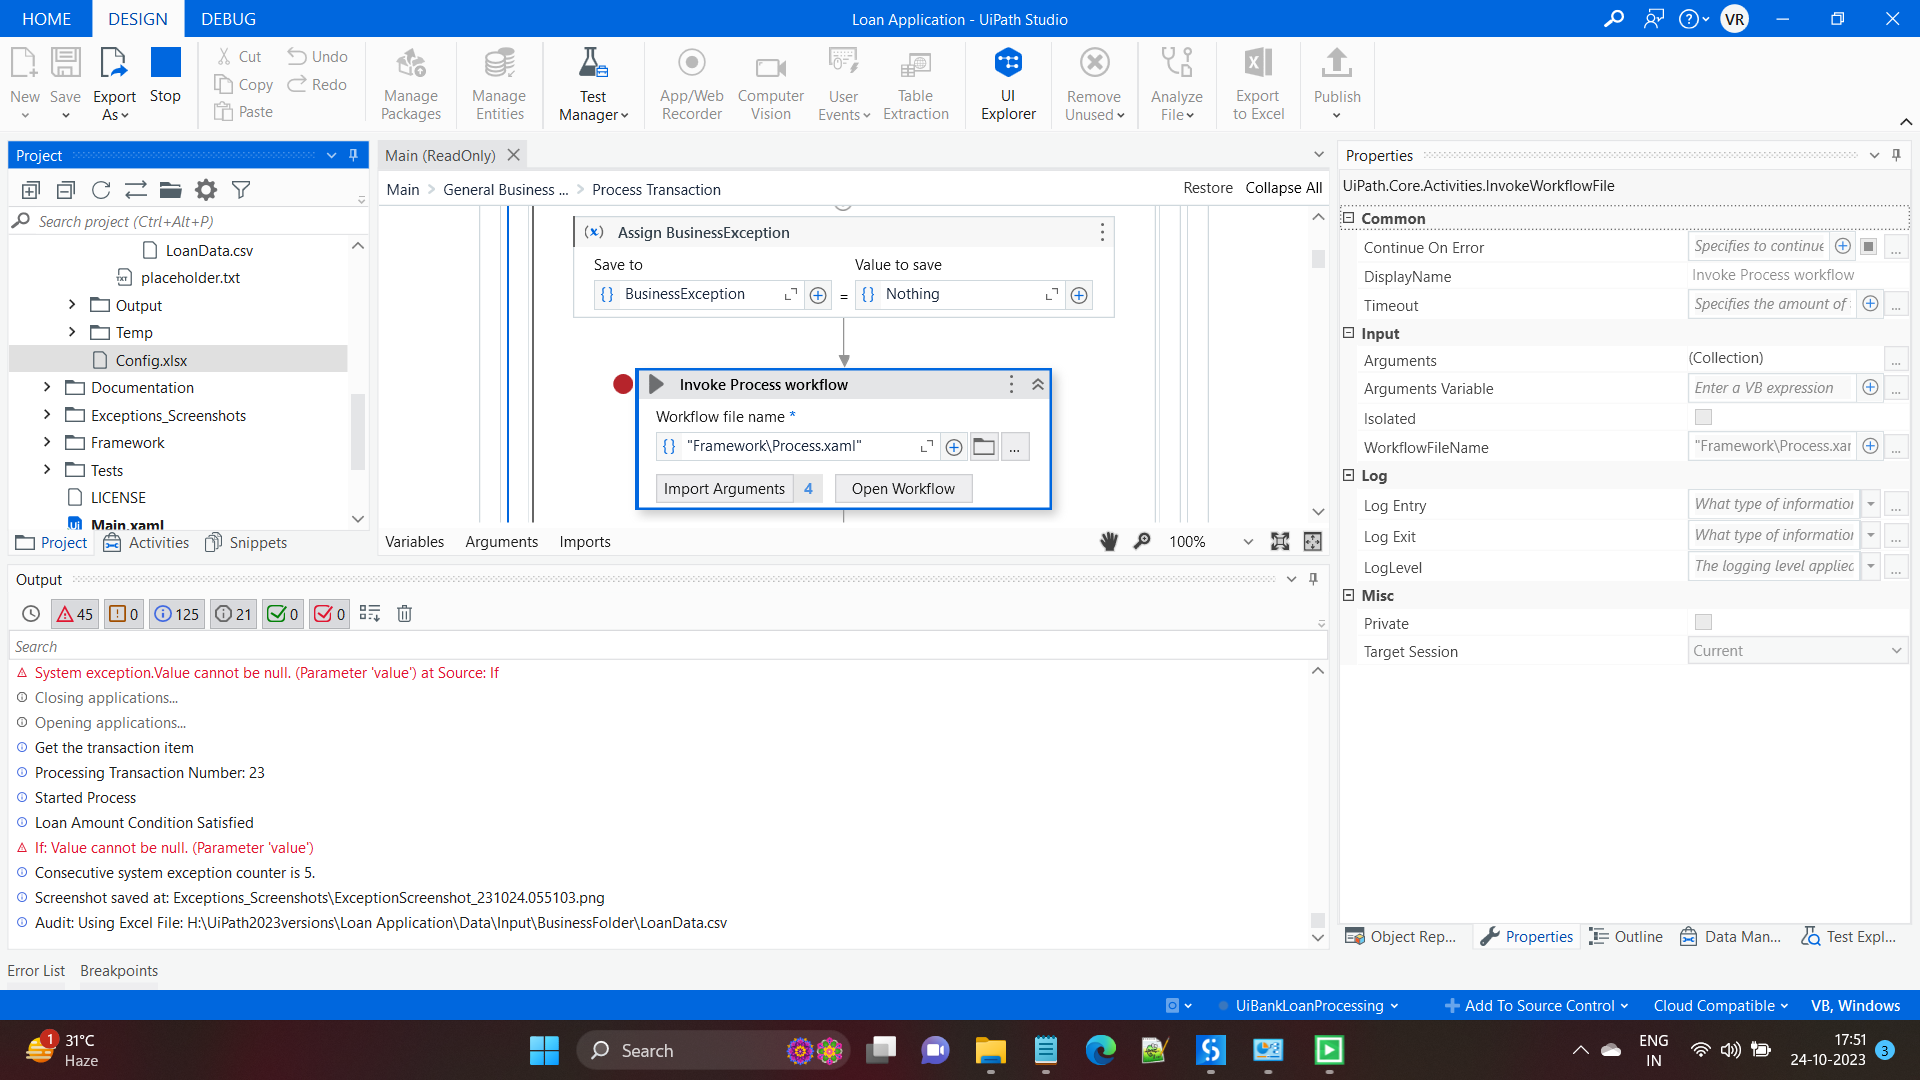 HOME DESIGN DEBUG
Loan Application - UiPath Studio
VR
New
Save
Export As
Stop
Cut
Copy
Paste
Undo
Redo
Manage Packages
Manage Entities
Test Manager
App/Web Recorder
Computer Vision
User Events
Table Extraction
UI Explorer
Remove Unused
Analyze File
Export to Excel
Publish
Project
Search project (Ctrl+Alt+P)
LoanData.csv
placeholder.txt
Output
Temp
Config.xlsx
Documentation
Exceptions_Screenshots
Framework
Tests
LICENSE
Main.xaml
Project Activities Snippets
Main (ReadOnly)
Main > General Business ... > Process Transaction
Restore Collapse All
Assign BusinessException
Save to Value to save
BusinessException = Nothing
Invoke Process workflow
Workflow file name *
"Framework\Process.xaml"
...
Import Arguments 4 Open Workflow
Variables Arguments Imports
100%
Properties
UiPath.Core.Activities.InvokeWorkflowFile
Common
Continue On Error Specifies to continue ...
DisplayName Invoke Process workflow
Timeout Specifies the amount of ...
Input
Arguments (Collection) ...
Arguments Variable Enter a VB expression ...
Isolated
WorkflowFileName "Framework\Process.xar ...
Log
Log Entry What type of information ...
Log Exit What type of information ...
LogLevel The logging level applied ...
Misc
Private
Target Session Current
Object Rep... Properties Outline Data Man... Test Expl...
Output
45 0 125 21 0 0
Search
System exception.Value cannot be null. (Parameter 'value') at Source: If
Closing applications...
Opening applications...
Get the transaction item
Processing Transaction Number: 23
Started Process
Loan Amount Condition Satisfied
If: Value cannot be null. (Parameter 'value')
Consecutive system exception counter is 5.
Screenshot saved at: Exceptions_Screenshots\ExceptionScreenshot_231024.055103.png
Audit: Using Excel File: H:\UiPath2023versions\Loan Application\Data\Input\BusinessFolder\LoanData.csv
Error List Breakpoints
UiBankLoanProcessing Add To Source Control Cloud Compatible VB, Windows
1
31°C
Haze
Search
ENG
IN
17:51
24-10-2023
3